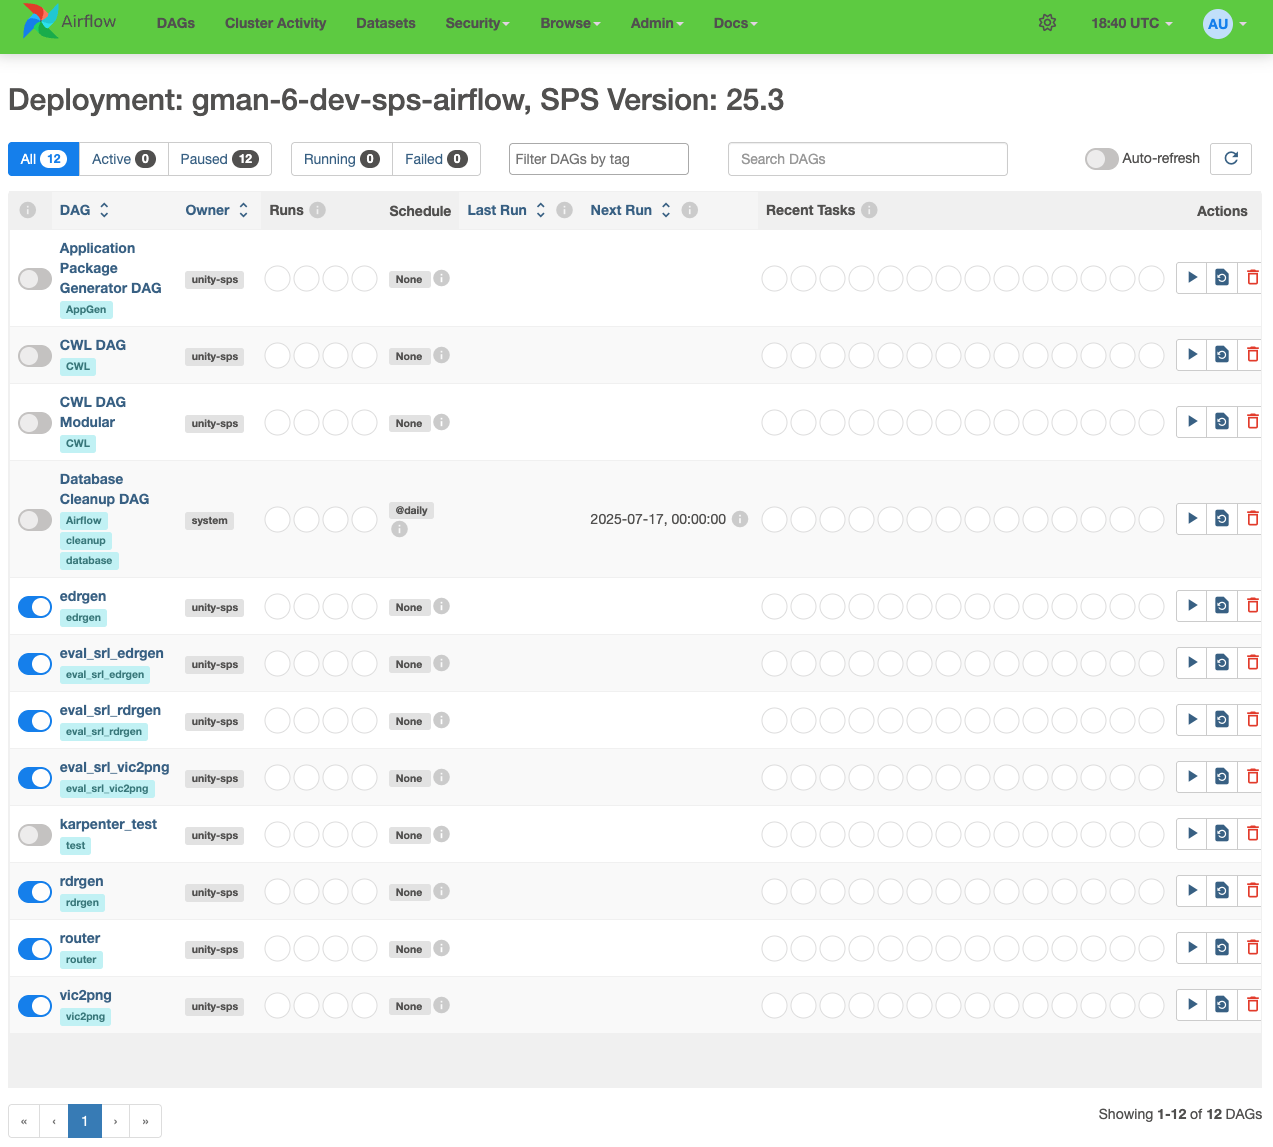 Airflow DAGs Cluster Activity Datasets Security Browse Admin Docs 18:40 UTC AU
Deployment: gman-6-dev-sps-airflow, SPS Version: 25.3
All 12 Active 0 Paused 12 Running 0 Failed 0 Filter DAGs by tag Search DAGs Auto-refresh
DAG Owner Runs Schedule Last Run Next Run Recent Tasks Actions
Application
Package
Generator DAG
AppGen
unity-sps None
CWL DAG
CWL
unity-sps None
CWL DAG
Modular
CWL
unity-sps None
Database
Cleanup DAG
Airflow
cleanup
database
system @daily 2025-07-17, 00:00:00
edrgen
edrgen
unity-sps None
eval_srl_edrgen
eval_srl_edrgen
unity-sps None
eval_srl_rdrgen
eval_srl_rdrgen
unity-sps None
eval_srl_vic2png
eval_srl_vic2png
unity-sps None
karpenter_test
test
unity-sps None
rdrgen
rdrgen
unity-sps None
router
router
unity-sps None
vic2png
vic2png
unity-sps None
« ‹ 1 › »
Showing 1-12 of 12 DAGs